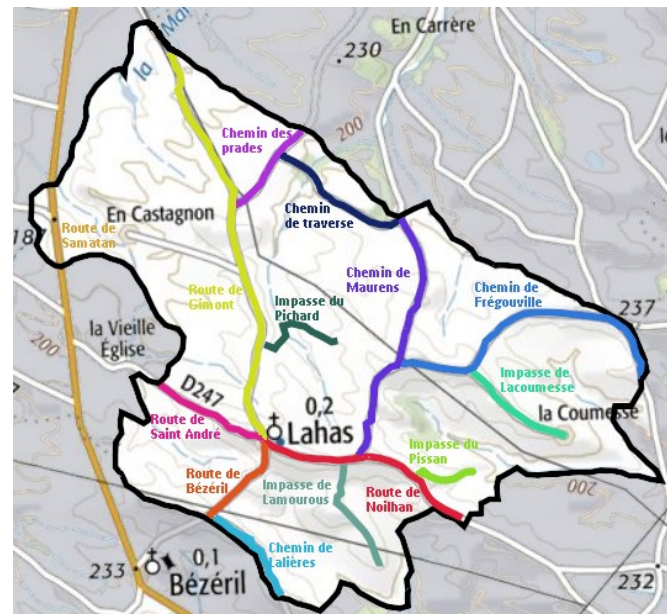 la Mar
En Carrère
230
200
Chemin des
prades
Chemin
de traverse
En Castagnon
187
Route de
Samatan
Route de
Gimont
Impasse du
Pichard
Chemin de
Maurens
Chemin de
Frégouville
237
la Vieille
Église
200
D247
Route de
Saint André
0,2
Lahas
Impasse de
Lacoumesse
la Coumesse
Impasse du
Pissan
Route de
Bézéril
Impasse de
Lamourous
Route de
Noilhan
200
Chemin de
Lalières
233
0,1
Bézéril
232